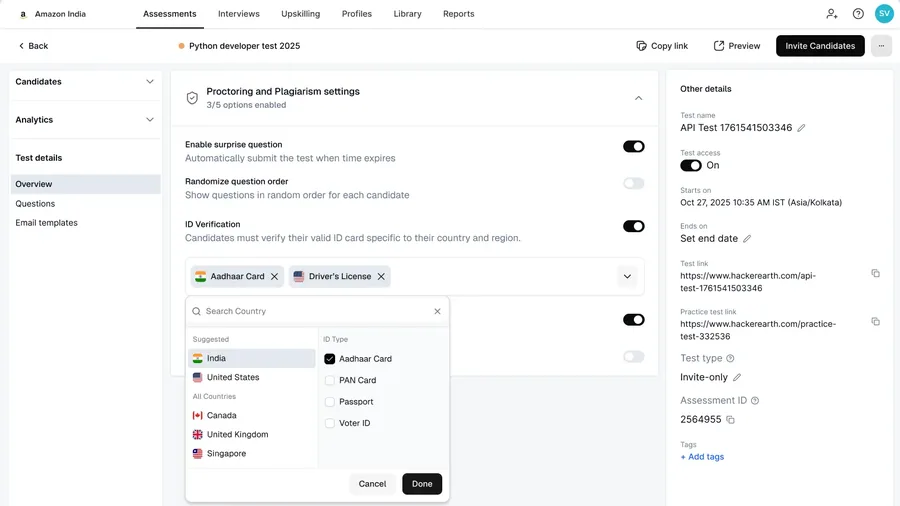 a Amazon India
Assessments
Interviews
Upskilling
Profiles
Library
Reports
SV
Back
Python developer test 2025
Copy link
Preview
Invite Candidates
...
Candidates
Analytics
Test details
Overview
Questions
Email templates
Proctoring and Plagiarism settings
3/5 options enabled
Enable surprise question
Automatically submit the test when time expires
Randomize question order
Show questions in random order for each candidate
ID Verification
Candidates must verify their valid ID card specific to their country and region.
Aadhaar Card
Driver's License
Search Country
Suggested
India
United States
All Countries
Canada
United Kingdom
Singapore
ID Type
Aadhaar Card
PAN Card
Passport
Voter ID
Cancel
Done
Other details
Test name
API Test 1761541503346
Test access
On
Starts on
Oct 27, 2025 10:35 AM IST (Asia/Kolkata)
Ends on
Set end date
Test link
https://www.hackerearth.com/api-
test-1761541503346
Practice test link
https://www.hackerearth.com/practice-
test-332536
Test type
Invite-only
Assessment ID
2564955
Tags
+ Add tags